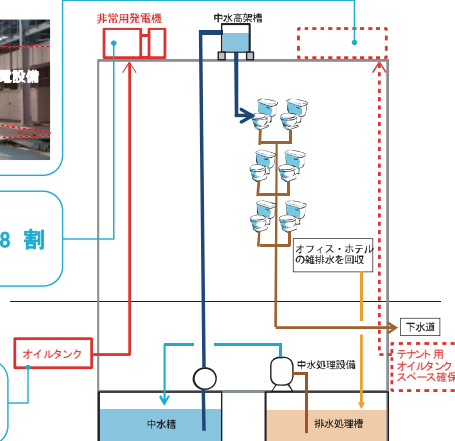 非常用発電機
中水高架槽
電設備
8 割
オフィス・ホテル
の雑排水を回収
下水道
オイルタンク
中水処理設備
テナント用
オイルタンク
スペース確保
中水槽
排水処理槽